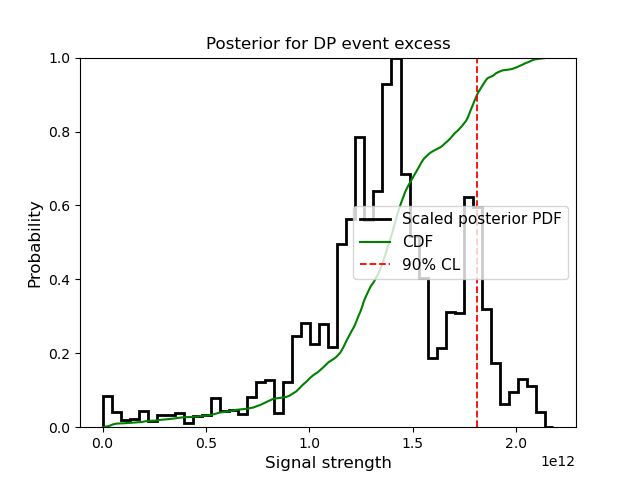 Posterior for DP event excess
Probability
1.0
0.8
0.6
0.4
0.2
0.0
Scaled posterior PDF
CDF
90% CL
0.0 0.5 1.0 1.5 2.0
1e12
Signal strength